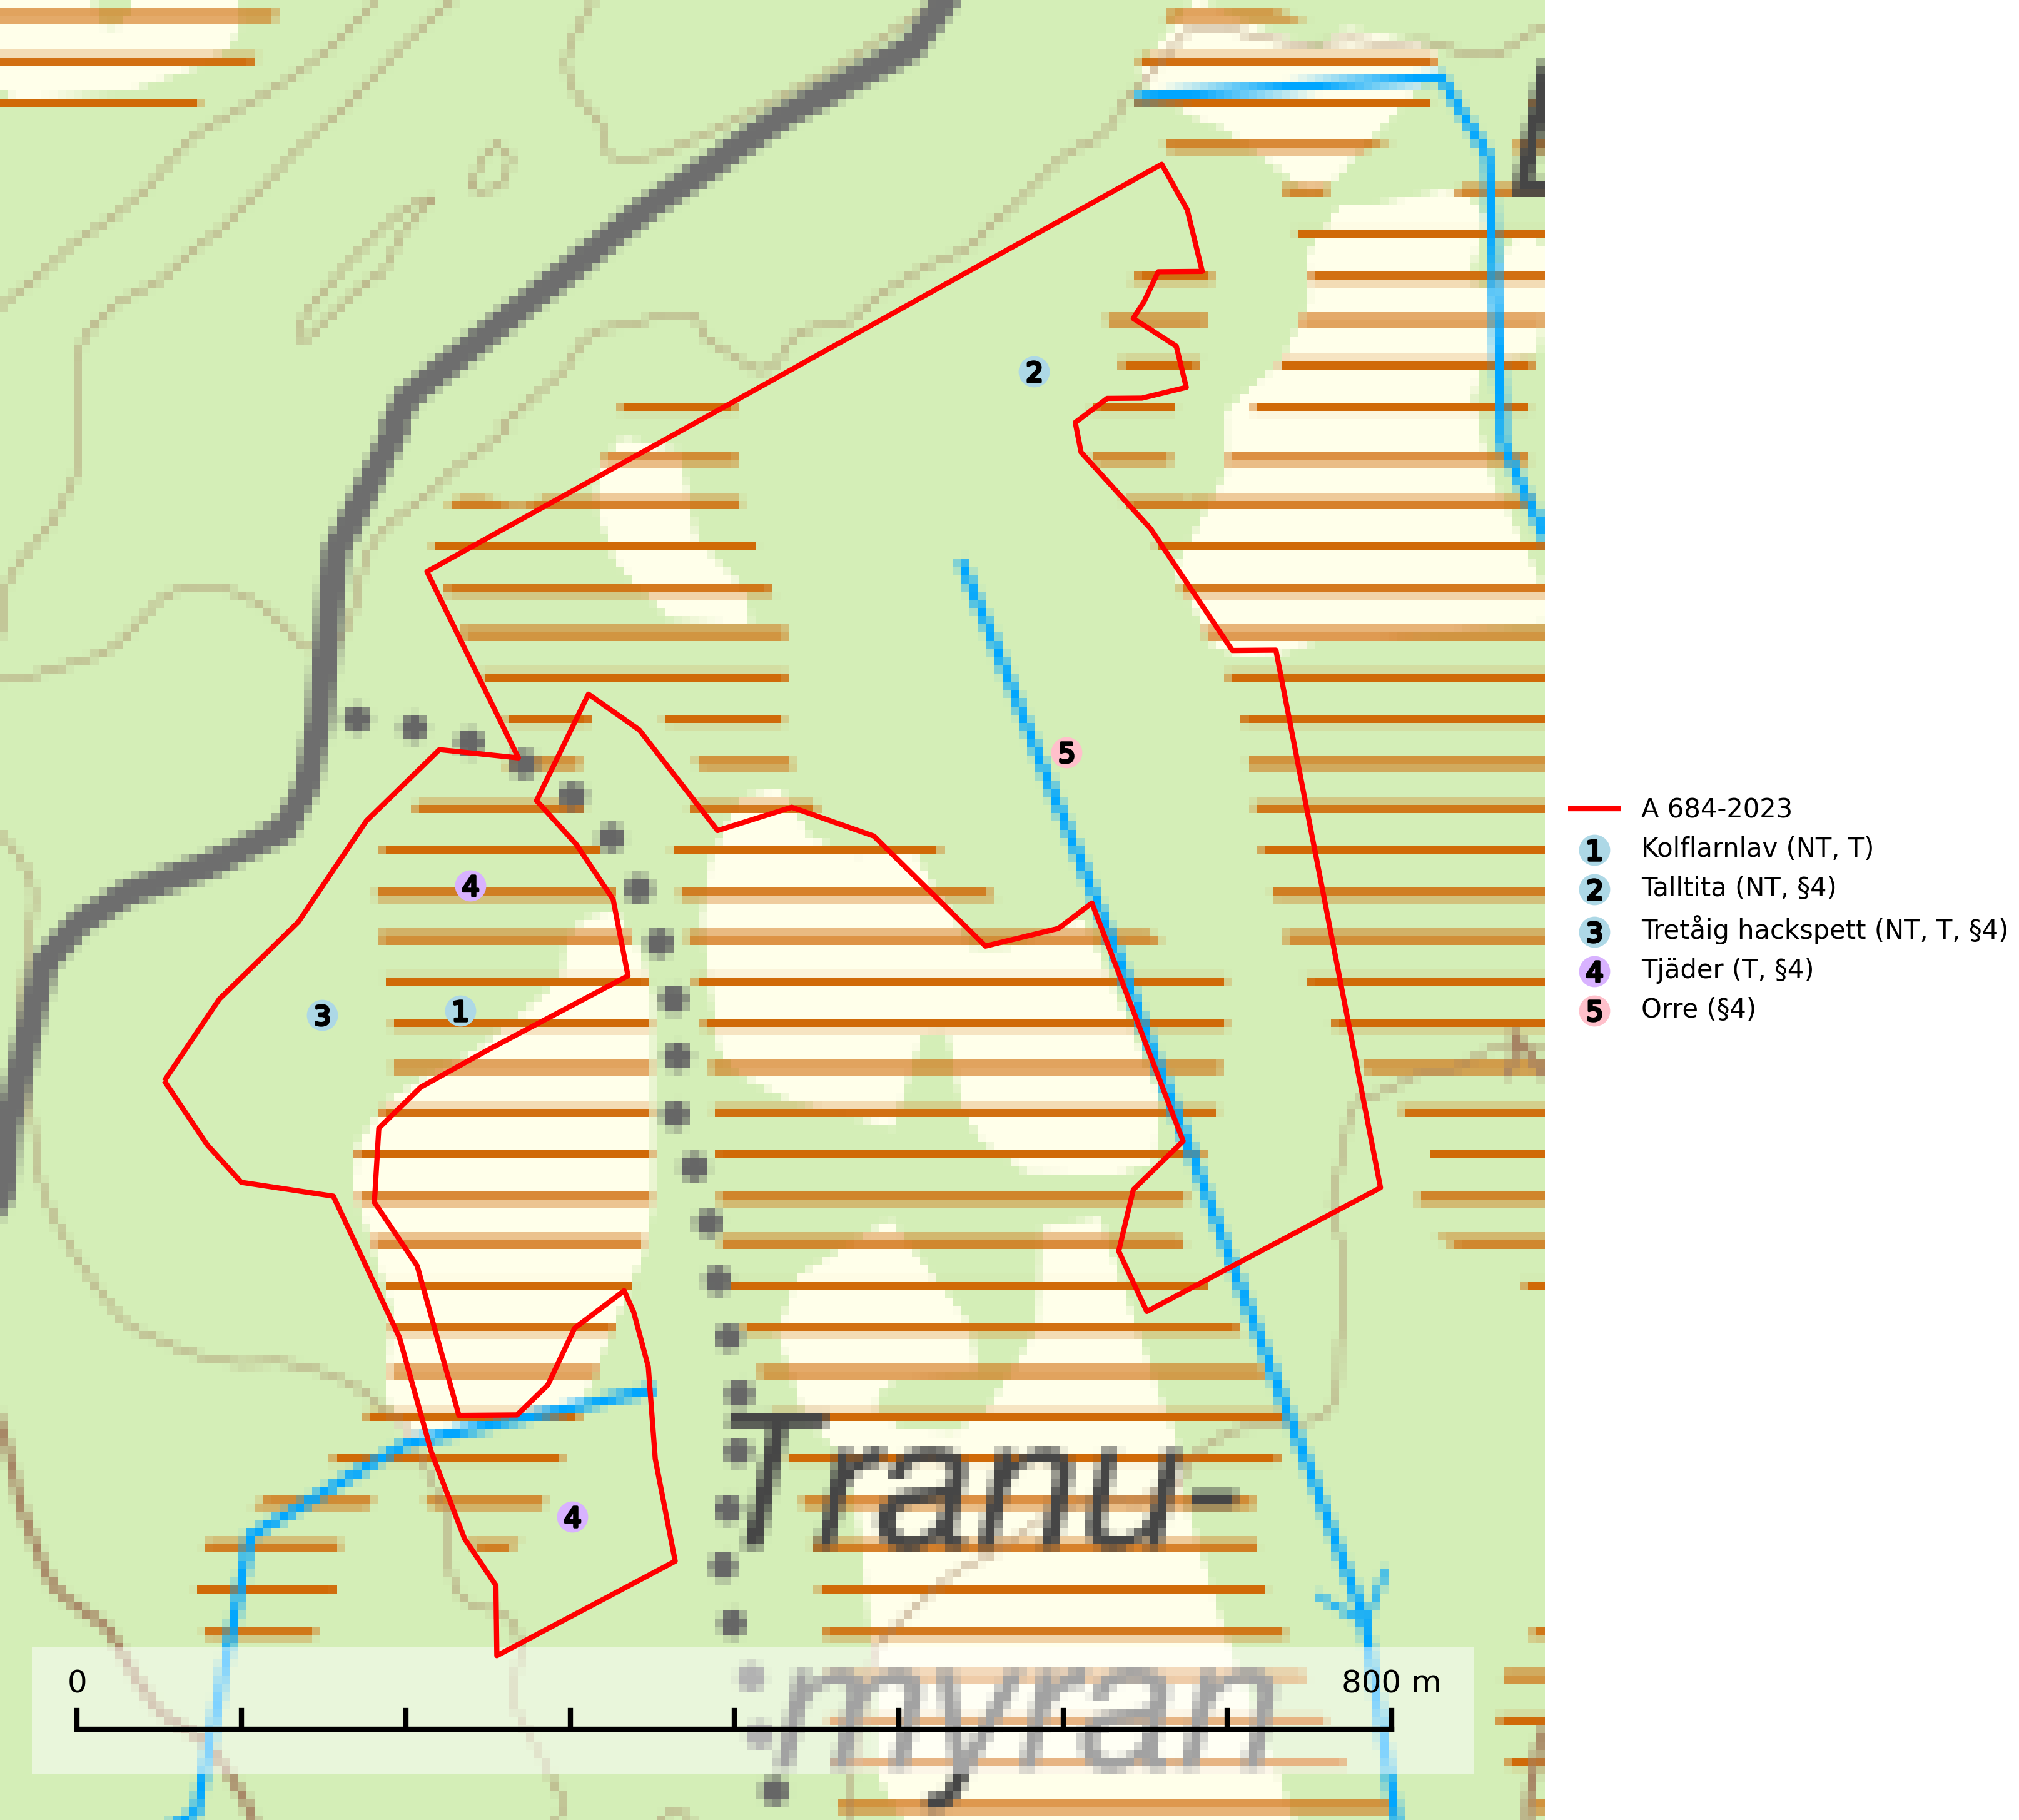 2
5
4
3
1
4
Tranu-
myran
0
800 m
A 684-2023
1 Kolflarnlav (NT, T)
2 Talltita (NT, §4)
3 Tretåig hackspett (NT, T, §4)
4 Tjäder (T, §4)
5 Orre (§4)